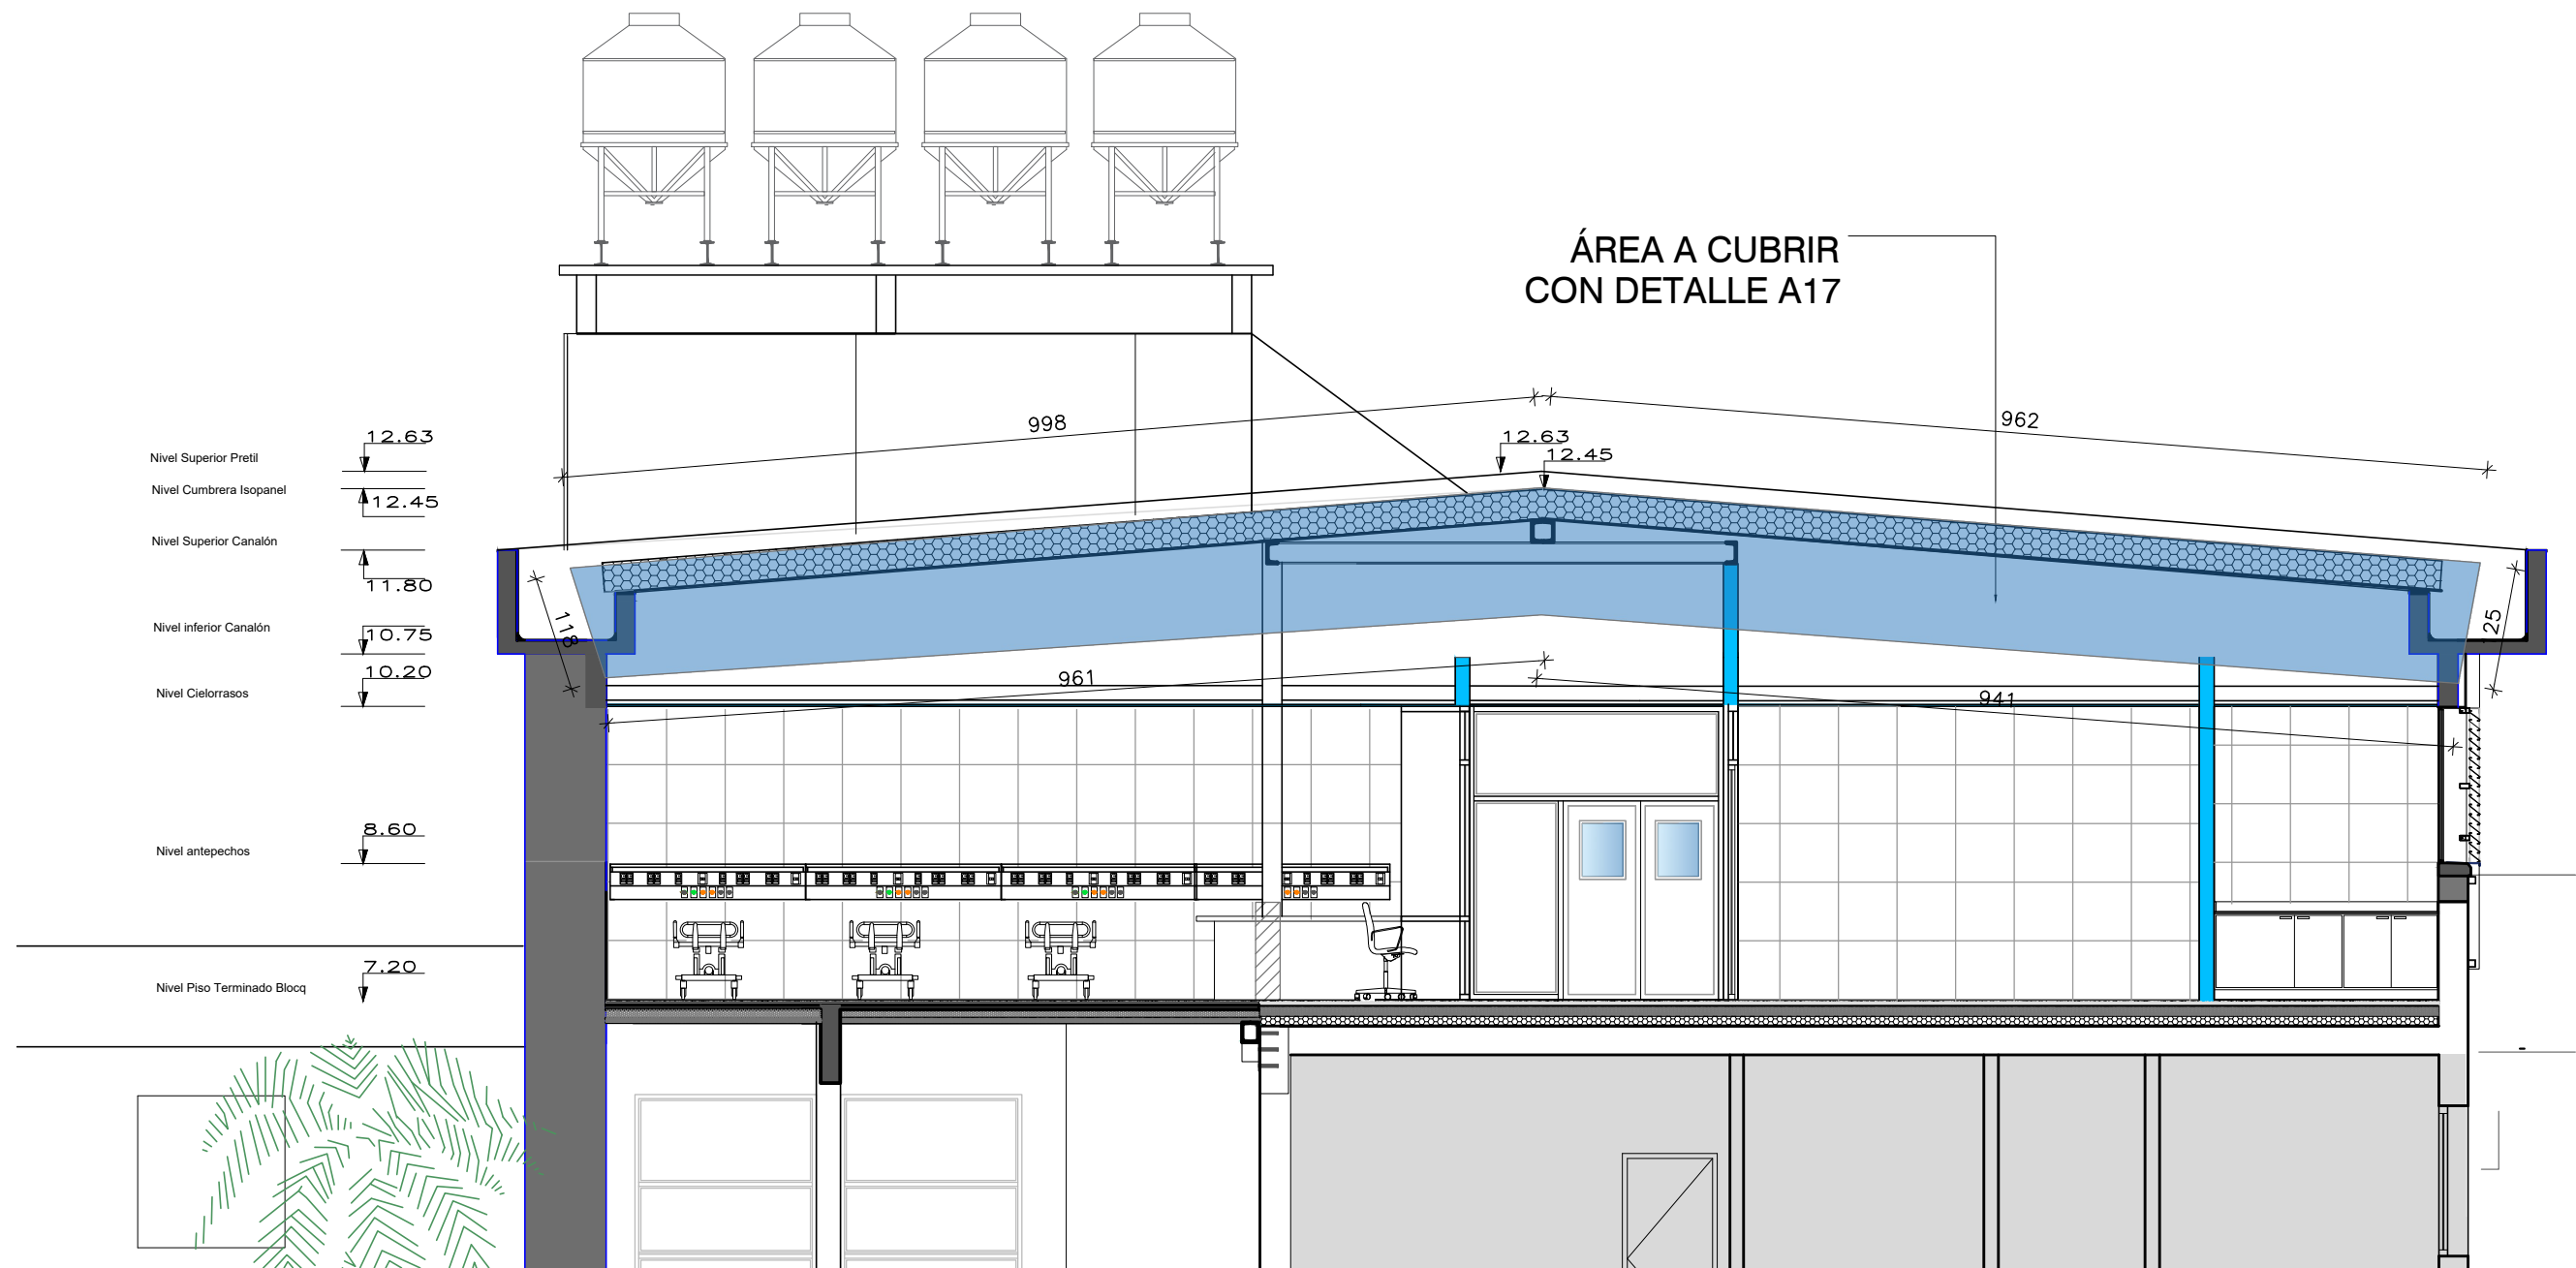 ÁREA A CUBRIR
CON DETALLE A17
998
962
12.63
Nivel Superior Pretil
12.63
12.45
Nivel Cumbrera Isopanel
12.45
Nivel Superior Canalón
11.80
118
125
Nivel inferior Canalón
10.75
10.20
961
941
Nivel Cielorrasos
8.60
Nivel antepechos
7.20
Nivel Piso Terminado Blocq